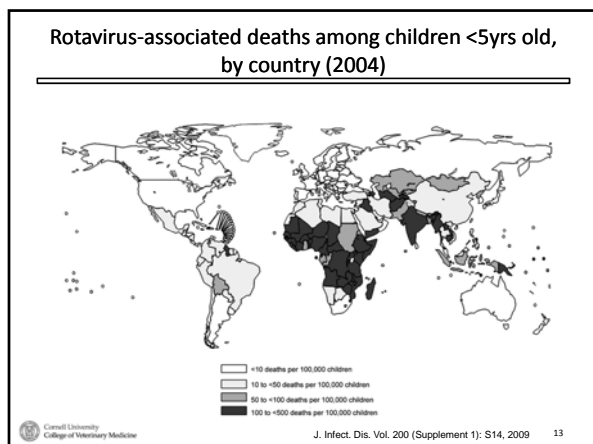 Rotavirus-associated deaths among children <5yrs old,
by country (2004)
<10 deaths per 100,000 children
10 to <50 deaths per 100,000 children
50 to <100 deaths per 100,000 children
100 to <500 deaths per 100,000 children
Cornell University
College of Veterinary Medicine
J. Infect. Dis. Vol. 200 (Supplement 1): S14, 2009
13